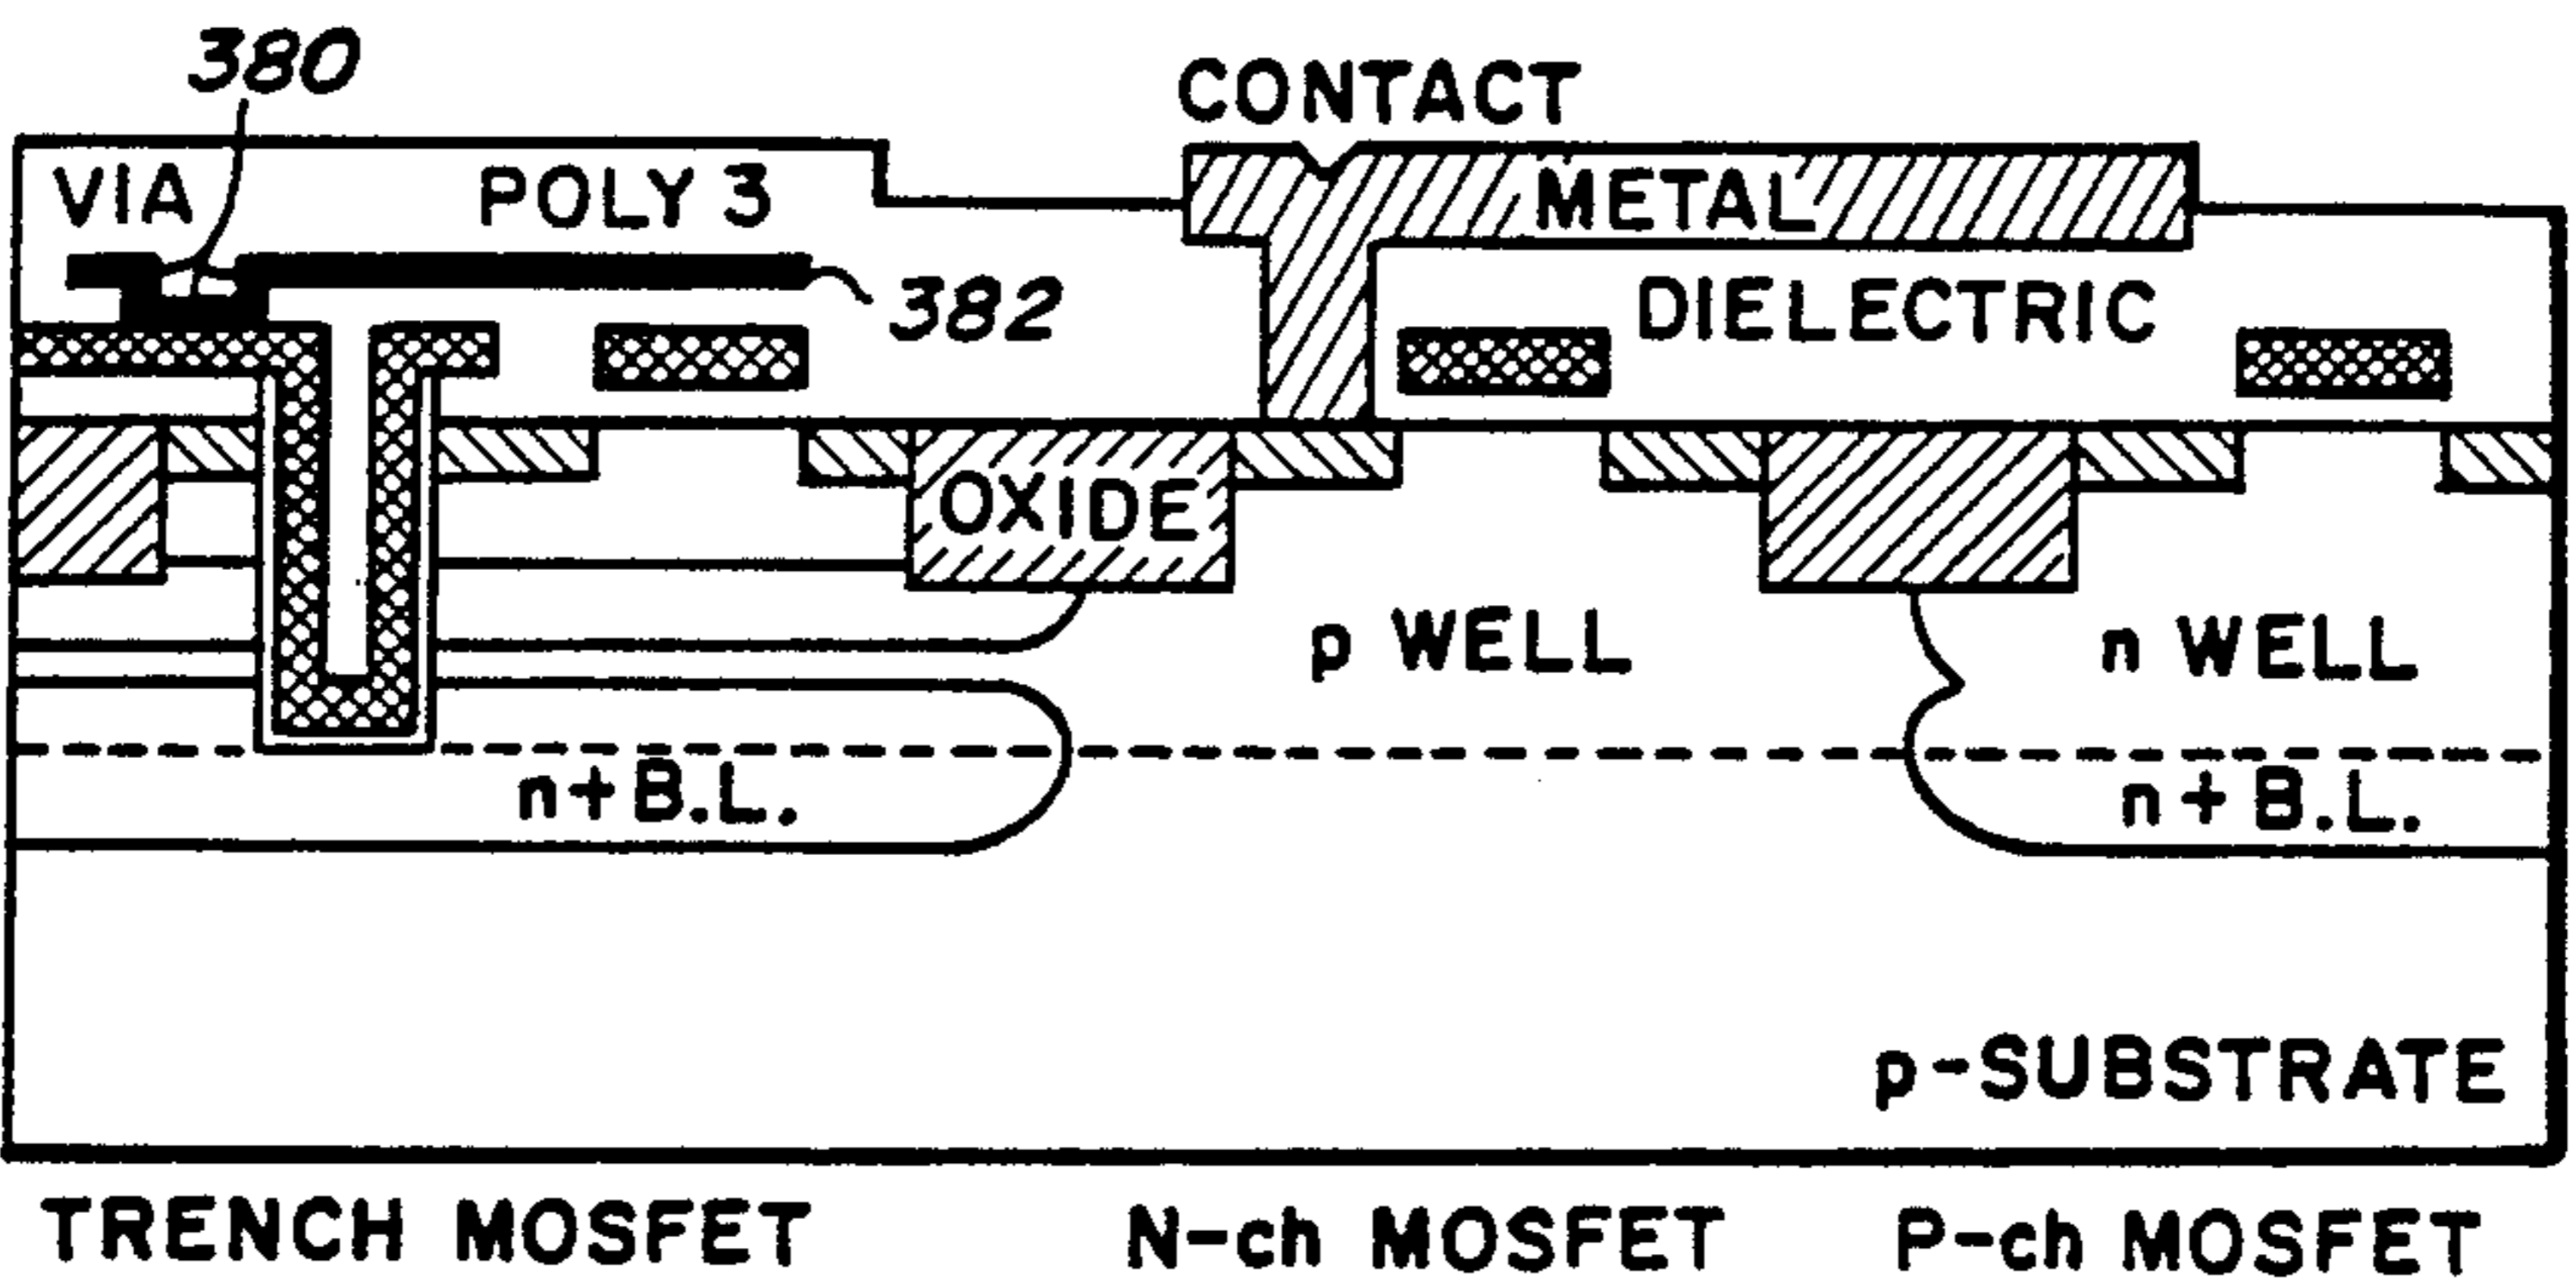 380
CONTACT
VIA
POLY 3
METAL
382
DIELECTRIC
OXIDE
p WELL
n WELL
n+B.L.
n+B.L.
p-SUBSTRATE
TRENCH MOSFET
N-ch MOSFET
P-ch MOSFET